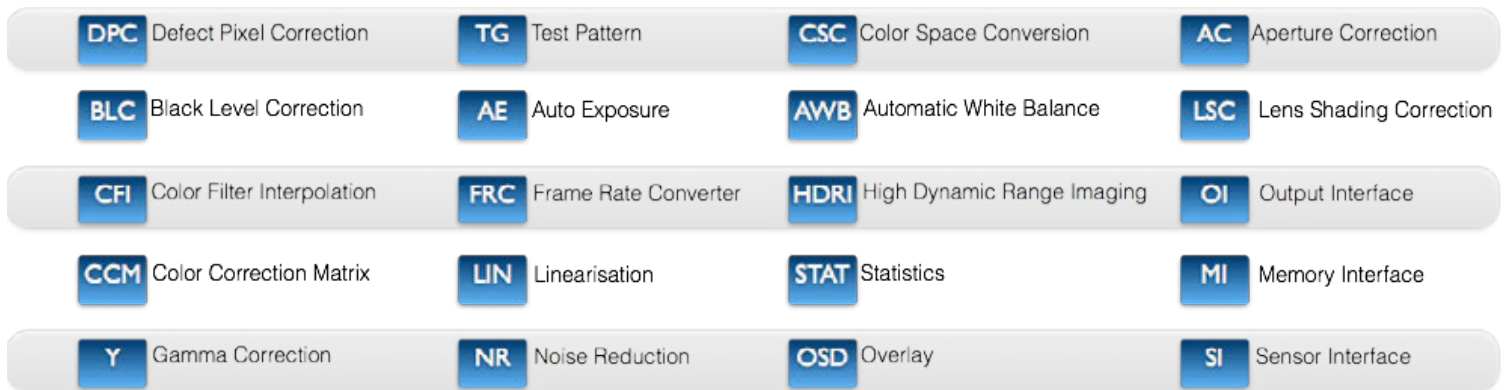 DPC Defect Pixel Correction TG Test Pattern CSC Color Space Conversion AC Aperture Correction
BLC Black Level Correction AE Auto Exposure AWB Automatic White Balance LSC Lens Shading Correction
CFI Color Filter Interpolation FRC Frame Rate Converter HDRI High Dynamic Range Imaging OI Output Interface
CCM Color Correction Matrix LIN Linearisation STAT Statistics MI Memory Interface
Y Gamma Correction NR Noise Reduction OSD Overlay SI Sensor Interface